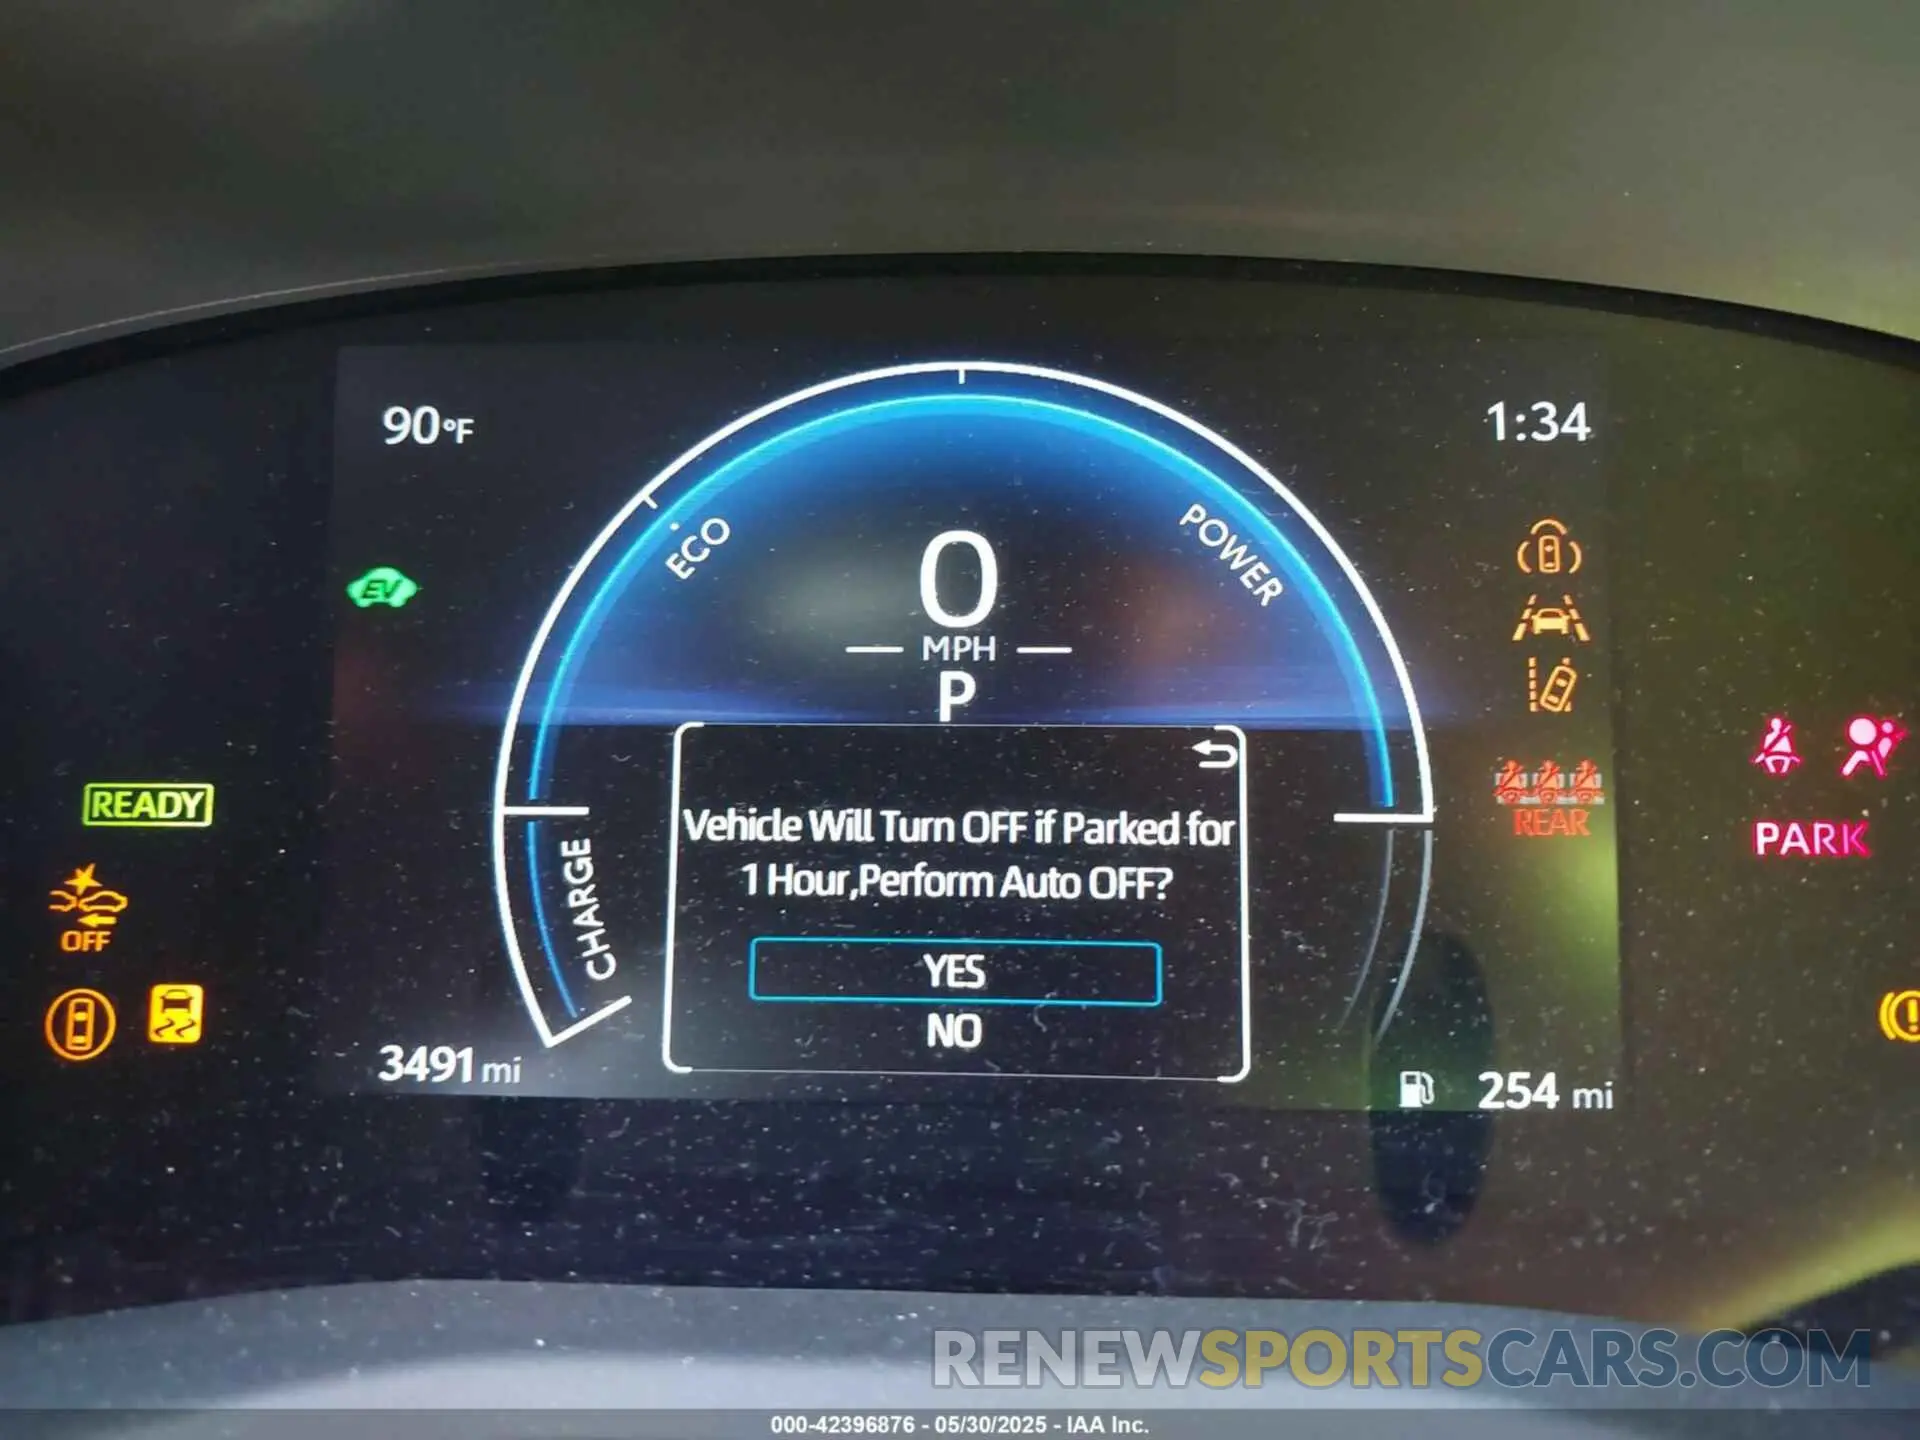 90°F
1:34
ECO
POWER
0
EV
MPH
P
READY
Vehicle Will Turn OFF if Parked for
1 Hour,Perform Auto OFF?
REAR
PARK
CHARGE
OFF
YES
NO
3491 mi
254 mi
RENEWSPORTSCARS.COM
000-42396876 - 05/30/2025 - IAA Inc.